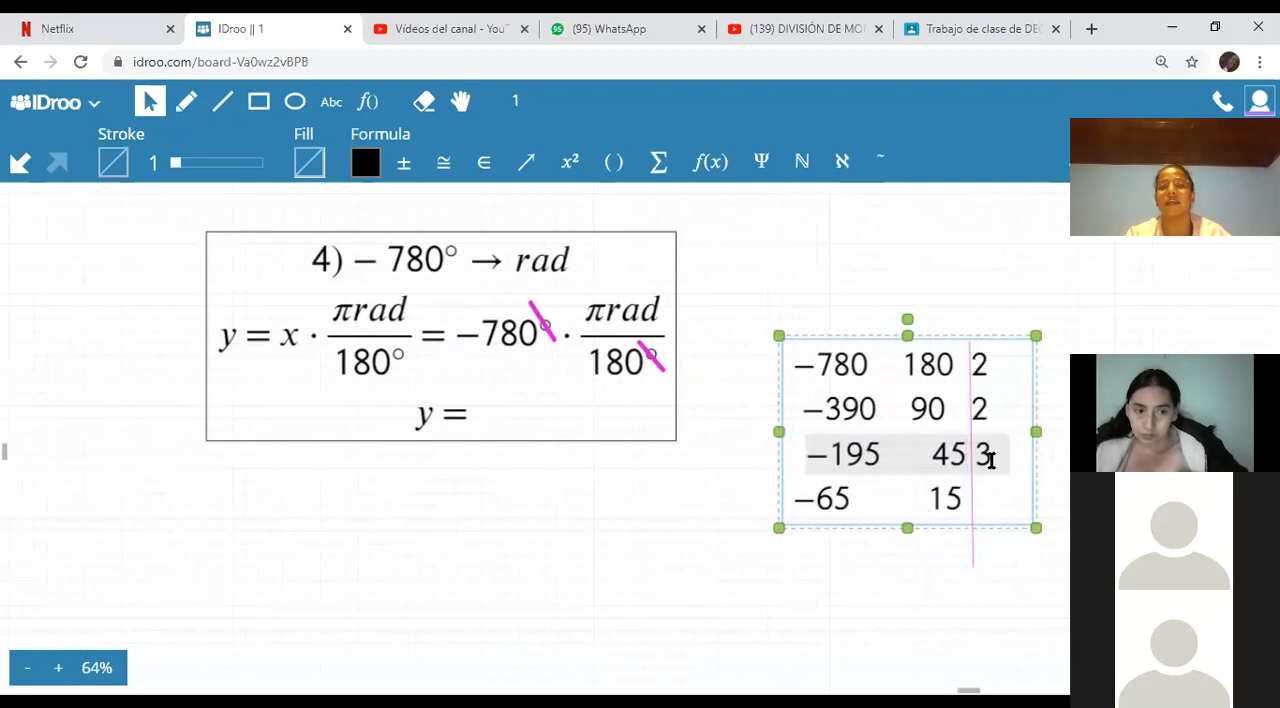 Netflix
IDroo || 1
Vídeos del canal - You
(95) WhatsApp
(139) DIVISIÓN DE MO
Trabajo de clase de DE
idroo.com/board-Va0wz2vBPB
IDroo
Abc
f()
1
Stroke
Fill
Formula
1
± ≅ ∈ x² ( ) Σ f(x) Ψ ℕ ℵ ~
4) − 780° → rad
y = x · πrad/180° = −780° · πrad/180°
y =
−780 180 2
−390 90 2
−195 45 3
−65 15
- + 64%